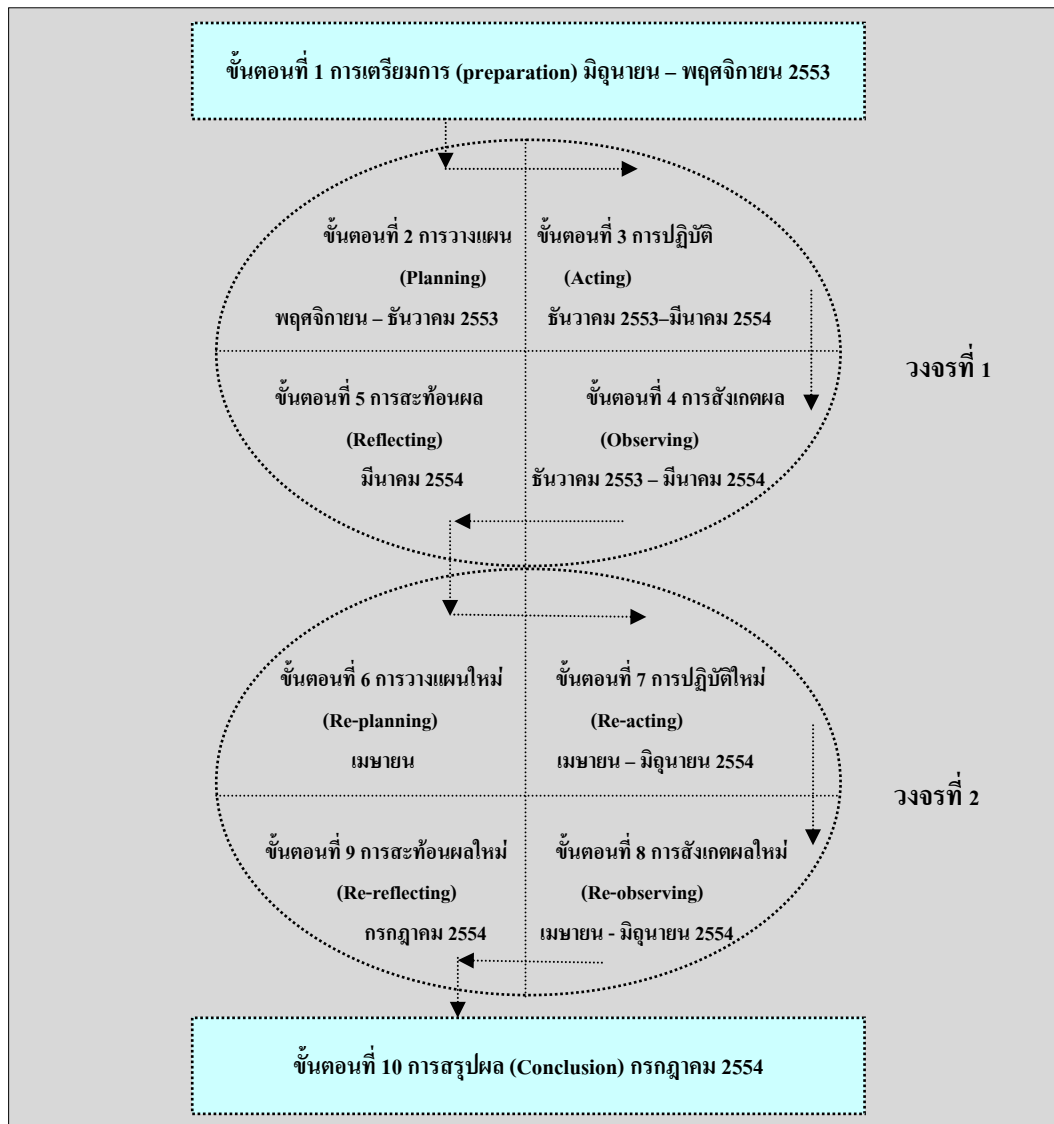 ขั้นตอนที่ 1 การเตรียมการ (preparation) มิถุนายน – พฤศจิกายน 2553
ขั้นตอนที่ 2 การวางแผน
(Planning)
พฤศจิกายน – ธันวาคม 2553
ขั้นตอนที่ 3 การปฏิบัติ
(Acting)
ธันวาคม 2553–มีนาคม 2554
วงจรที่ 1
ขั้นตอนที่ 5 การสะท้อนผล
(Reflecting)
มีนาคม 2554
ขั้นตอนที่ 4 การสังเกตผล
(Observing)
ธันวาคม 2553 – มีนาคม 2554
ขั้นตอนที่ 6 การวางแผนใหม่
(Re-planning)
เมษายน
ขั้นตอนที่ 7 การปฏิบัติใหม่
(Re-acting)
เมษายน – มิถุนายน 2554
วงจรที่ 2
ขั้นตอนที่ 9 การสะท้อนผลใหม่
(Re-reflecting)
กรกฎาคม 2554
ขั้นตอนที่ 8 การสังเกตผลใหม่
(Re-observing)
เมษายน - มิถุนายน 2554
ขั้นตอนที่ 10 การสรุปผล (Conclusion) กรกฎาคม 2554